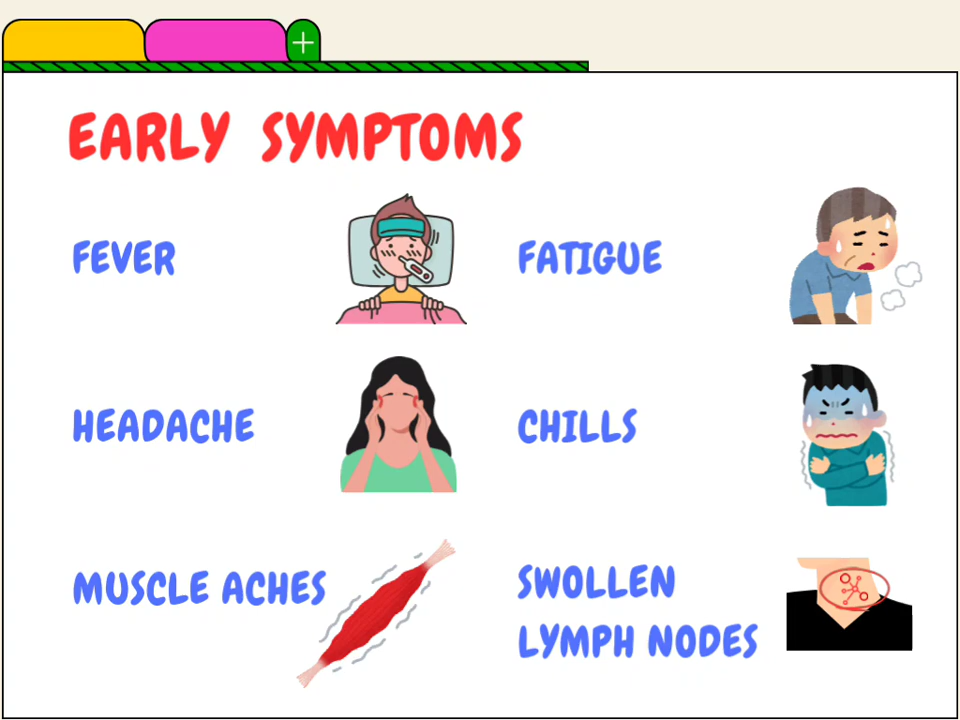 EARLY SYMPTOMS
FEVER
FATIGUE
HEADACHE
CHILLS
MUSCLE ACHES
SWOLLEN
LYMPH NODES